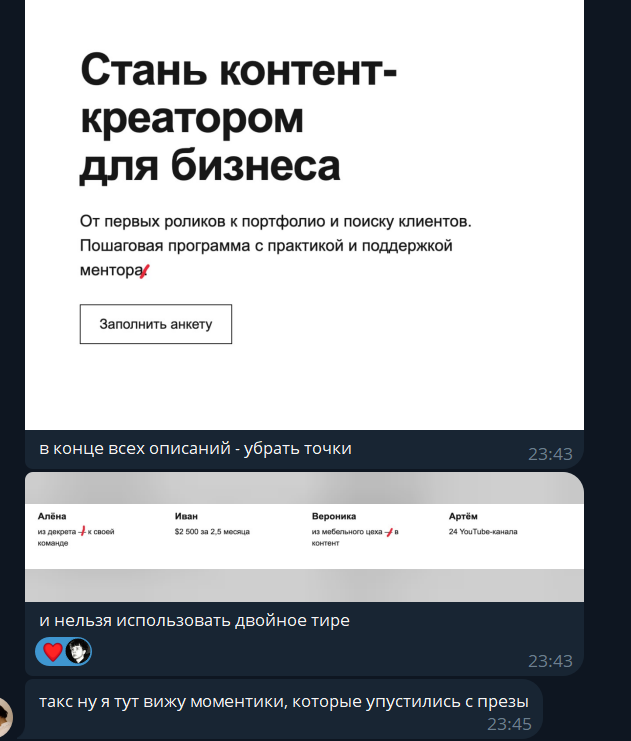 Стань контент-
креатором
для бизнеса
От первых роликов к портфолио и поиску клиентов.
Пошаговая программа с практикой и поддержкой
ментора.
Заполнить анкету
в конце всех описаний - убрать точки
23:43
Алёна
из декрета — к своей
команде
Иван
$2 500 за 2,5 месяца
Вероника
из мебельного цеха — в
контент
Артём
24 YouTube-канала
и нельзя использовать двойное тире
23:43
такс ну я тут вижу моментики, которые упустились с презы
23:45